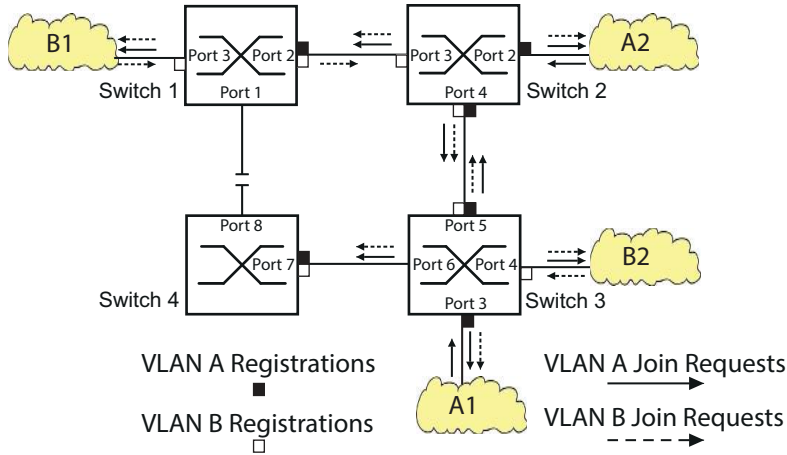 B1
Port 3
Port 2
Port 1
Switch 1
Port 3
Port 2
Port 4
Switch 2
A2
Port 8
Port 7
Switch 4
Port 5
Port 6
Port 4
Port 3
Switch 3
B2
A1
VLAN A Registrations
VLAN B Registrations
VLAN A Join Requests
VLAN B Join Requests